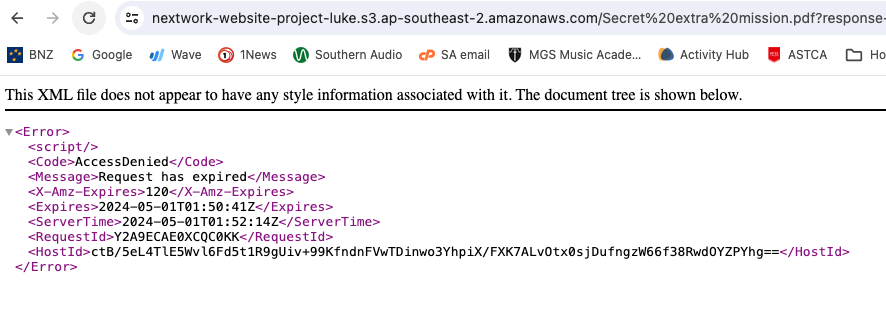 nextwork-website-project-luke.s3.ap-southeast-2.amazonaws.com/Secret%20extra%20mission.pdf?response-
BNZ Google Wave 1News Southern Audio SA email MGS Music Acade... Activity Hub ASTCA Ho
This XML file does not appear to have any style information associated with it. The document tree is shown below.
▼<Error>
<script/>
<Code>AccessDenied</Code>
<Message>Request has expired</Message>
<X-Amz-Expires>120</X-Amz-Expires>
<Expires>2024-05-01T01:50:41Z</Expires>
<ServerTime>2024-05-01T01:52:14Z</ServerTime>
<RequestId>Y2A9ECAE0XCQC0KK</RequestId>
<HostId>ctB/5eL4TlE5Wvl6Fd5t1R9gUiv+99KfndnFVwTDinwo3YhpiX/FXK7ALvOtx0sjDufngzW66f38RwdOYZPYhg==</HostId>
</Error>